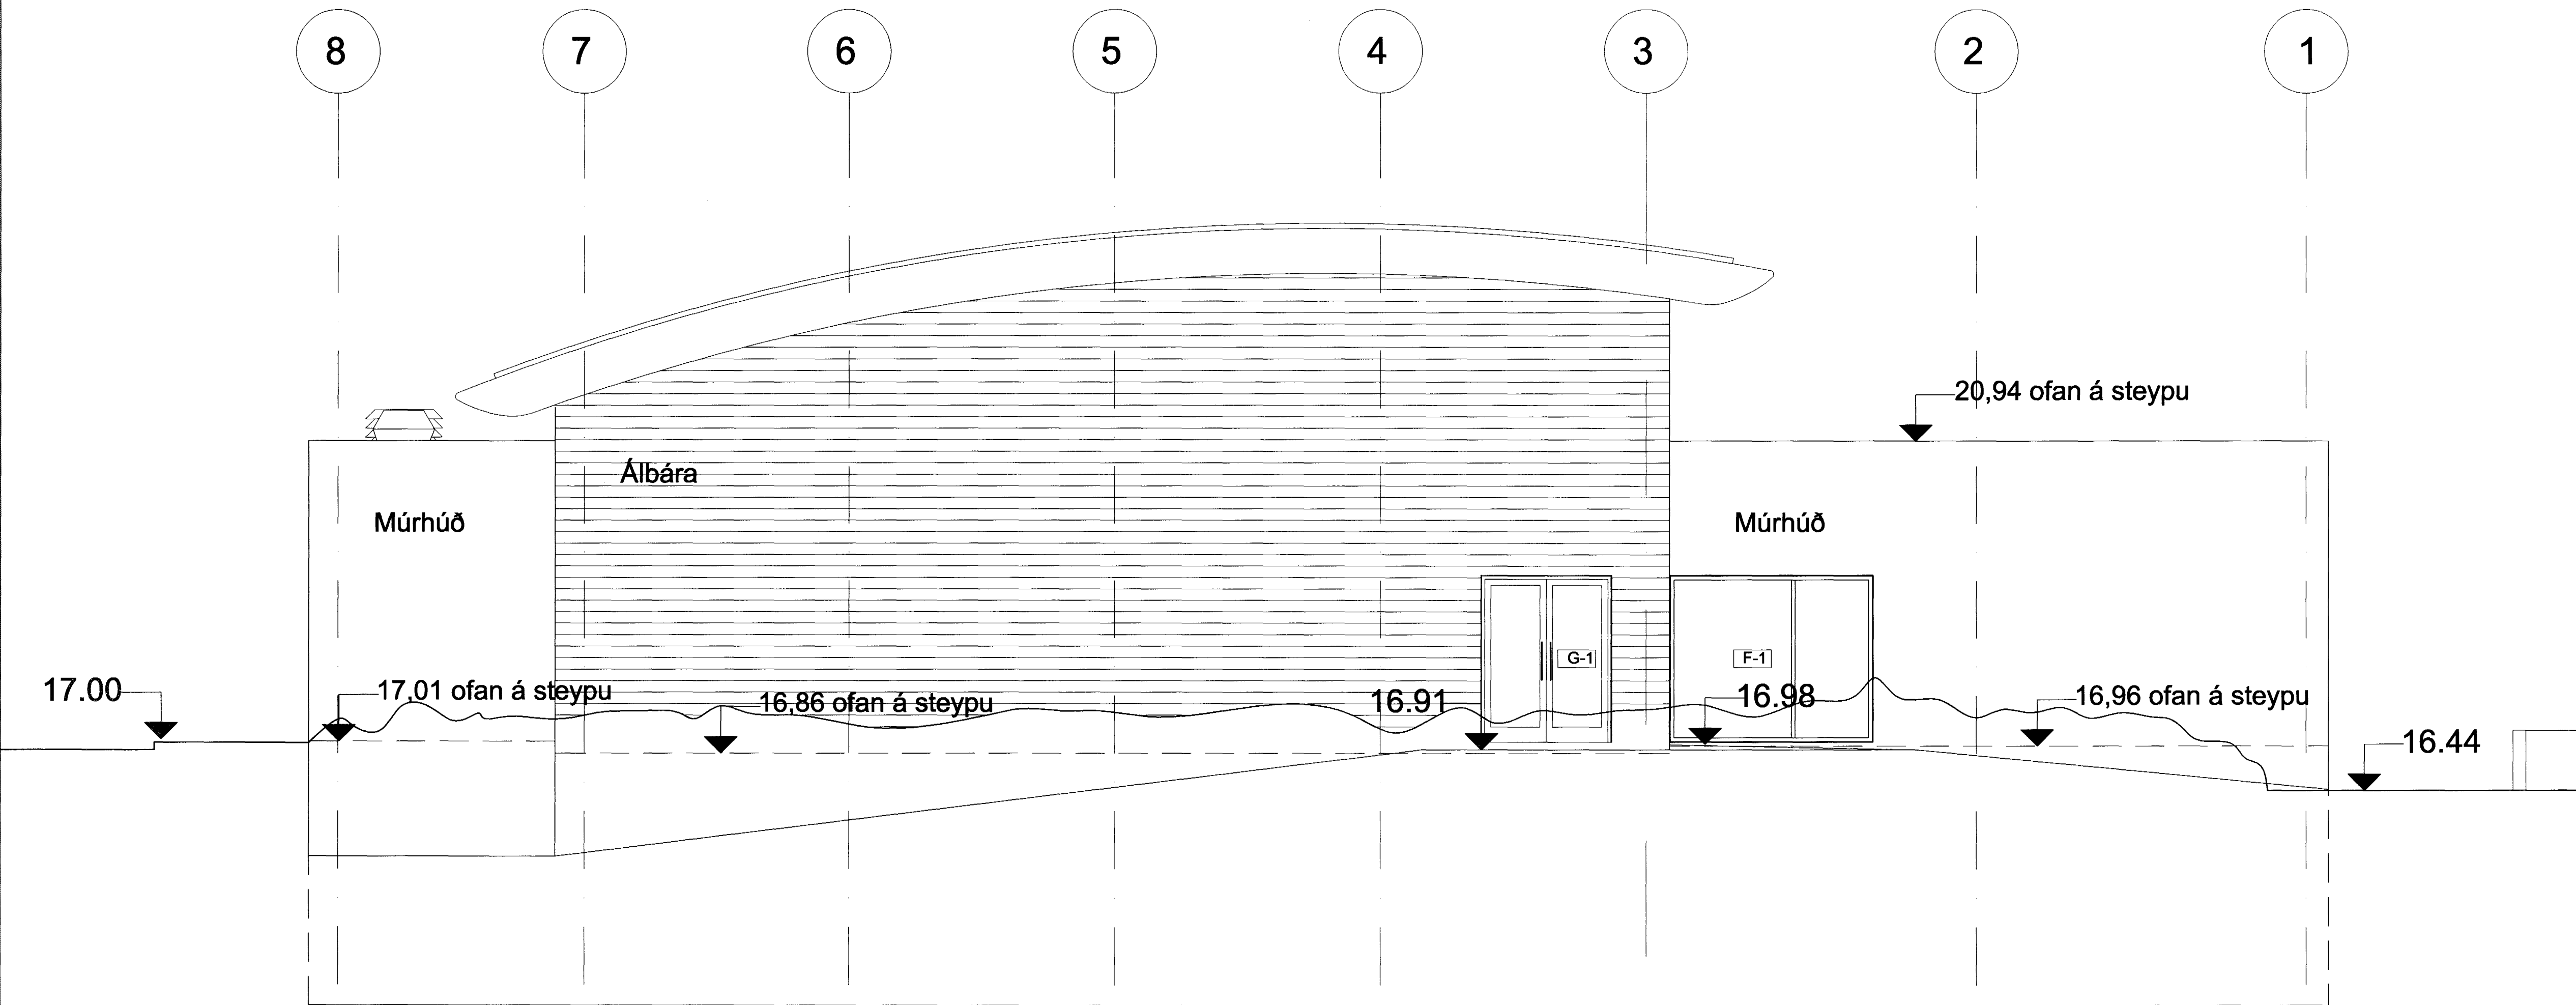 8 7 6 5 4 3 2 1
20,94 ofan á steypu
Álbára
Múrhúð
Múrhúð
G-1
F-1
17.00
17,01 ofan á steypu
16,86 ofan á steypu
16.91
16.98
16,96 ofan á steypu
16.44